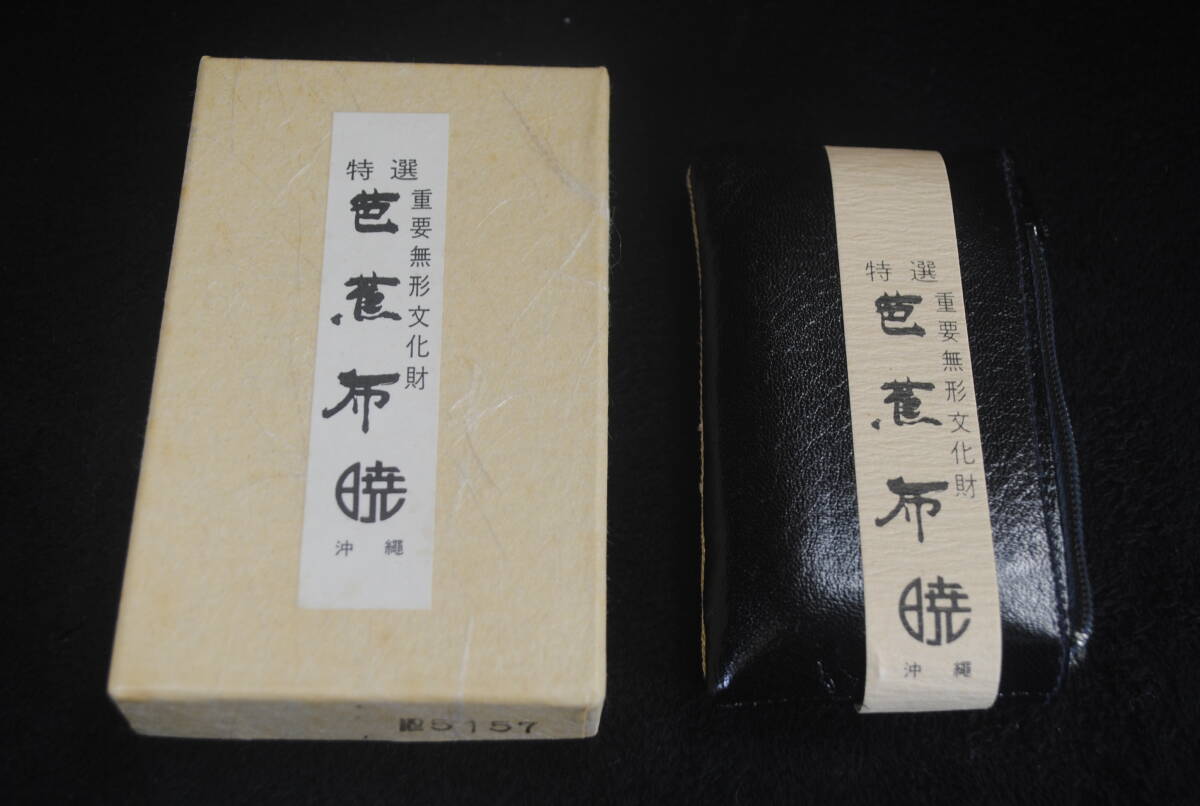 特選
重要無形文化財
芭蕉布
暁
沖縄
5157
特選
重要無形文化財
芭蕉布
暁
沖縄